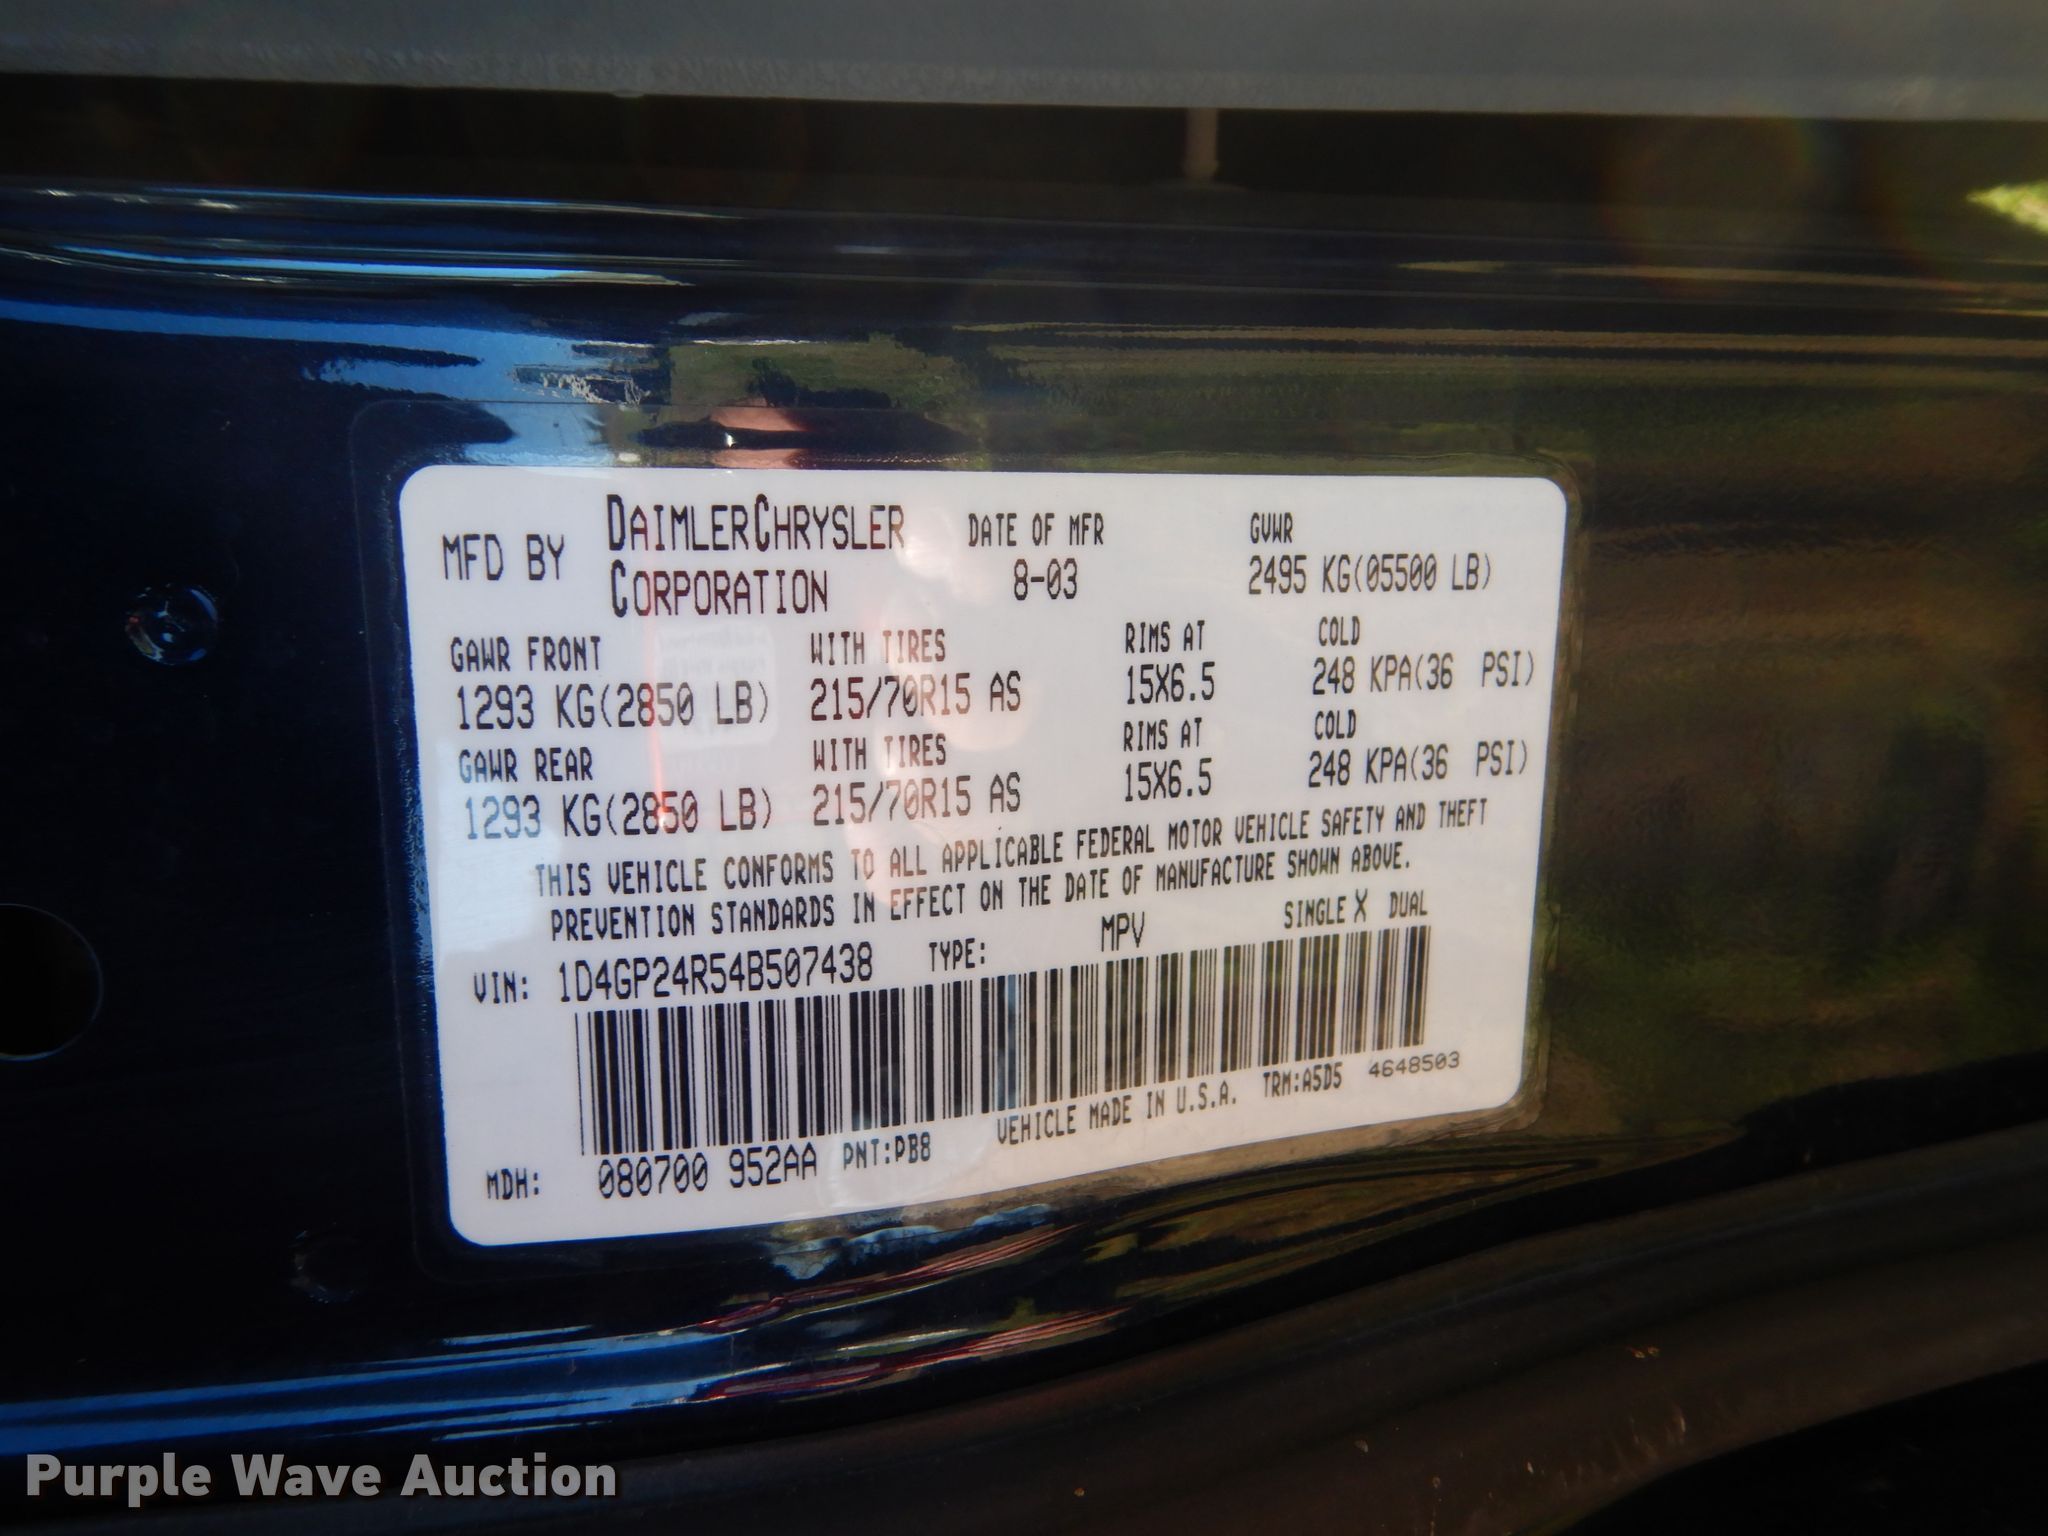 MFD BY DAIMLERCHRYSLER CORPORATION
DATE OF MFR
8-03
GVWR
2495 KG(05500 LB)
GAWR FRONT WITH TIRES RIMS AT COLD
1293 KG(2850 LB) 215/70R15 AS 15X6.5 248 KPA(36 PSI)
GAWR REAR WITH TIRES RIMS AT COLD
1293 KG(2850 LB) 215/70R15 AS 15X6.5 248 KPA(36 PSI)
THIS VEHICLE CONFORMS TO ALL APPLICABLE FEDERAL MOTOR VEHICLE SAFETY AND THEFT
PREVENTION STANDARDS IN EFFECT ON THE DATE OF MANUFACTURE SHOWN ABOVE.
VIN: 1D4GP24R54B507438 TYPE: MPV SINGLE X DUAL
MDH: 080700 952AA PNT:PB8 VEHICLE MADE IN U.S.A. TRM:A5D5 4648503
Purple Wave Auction